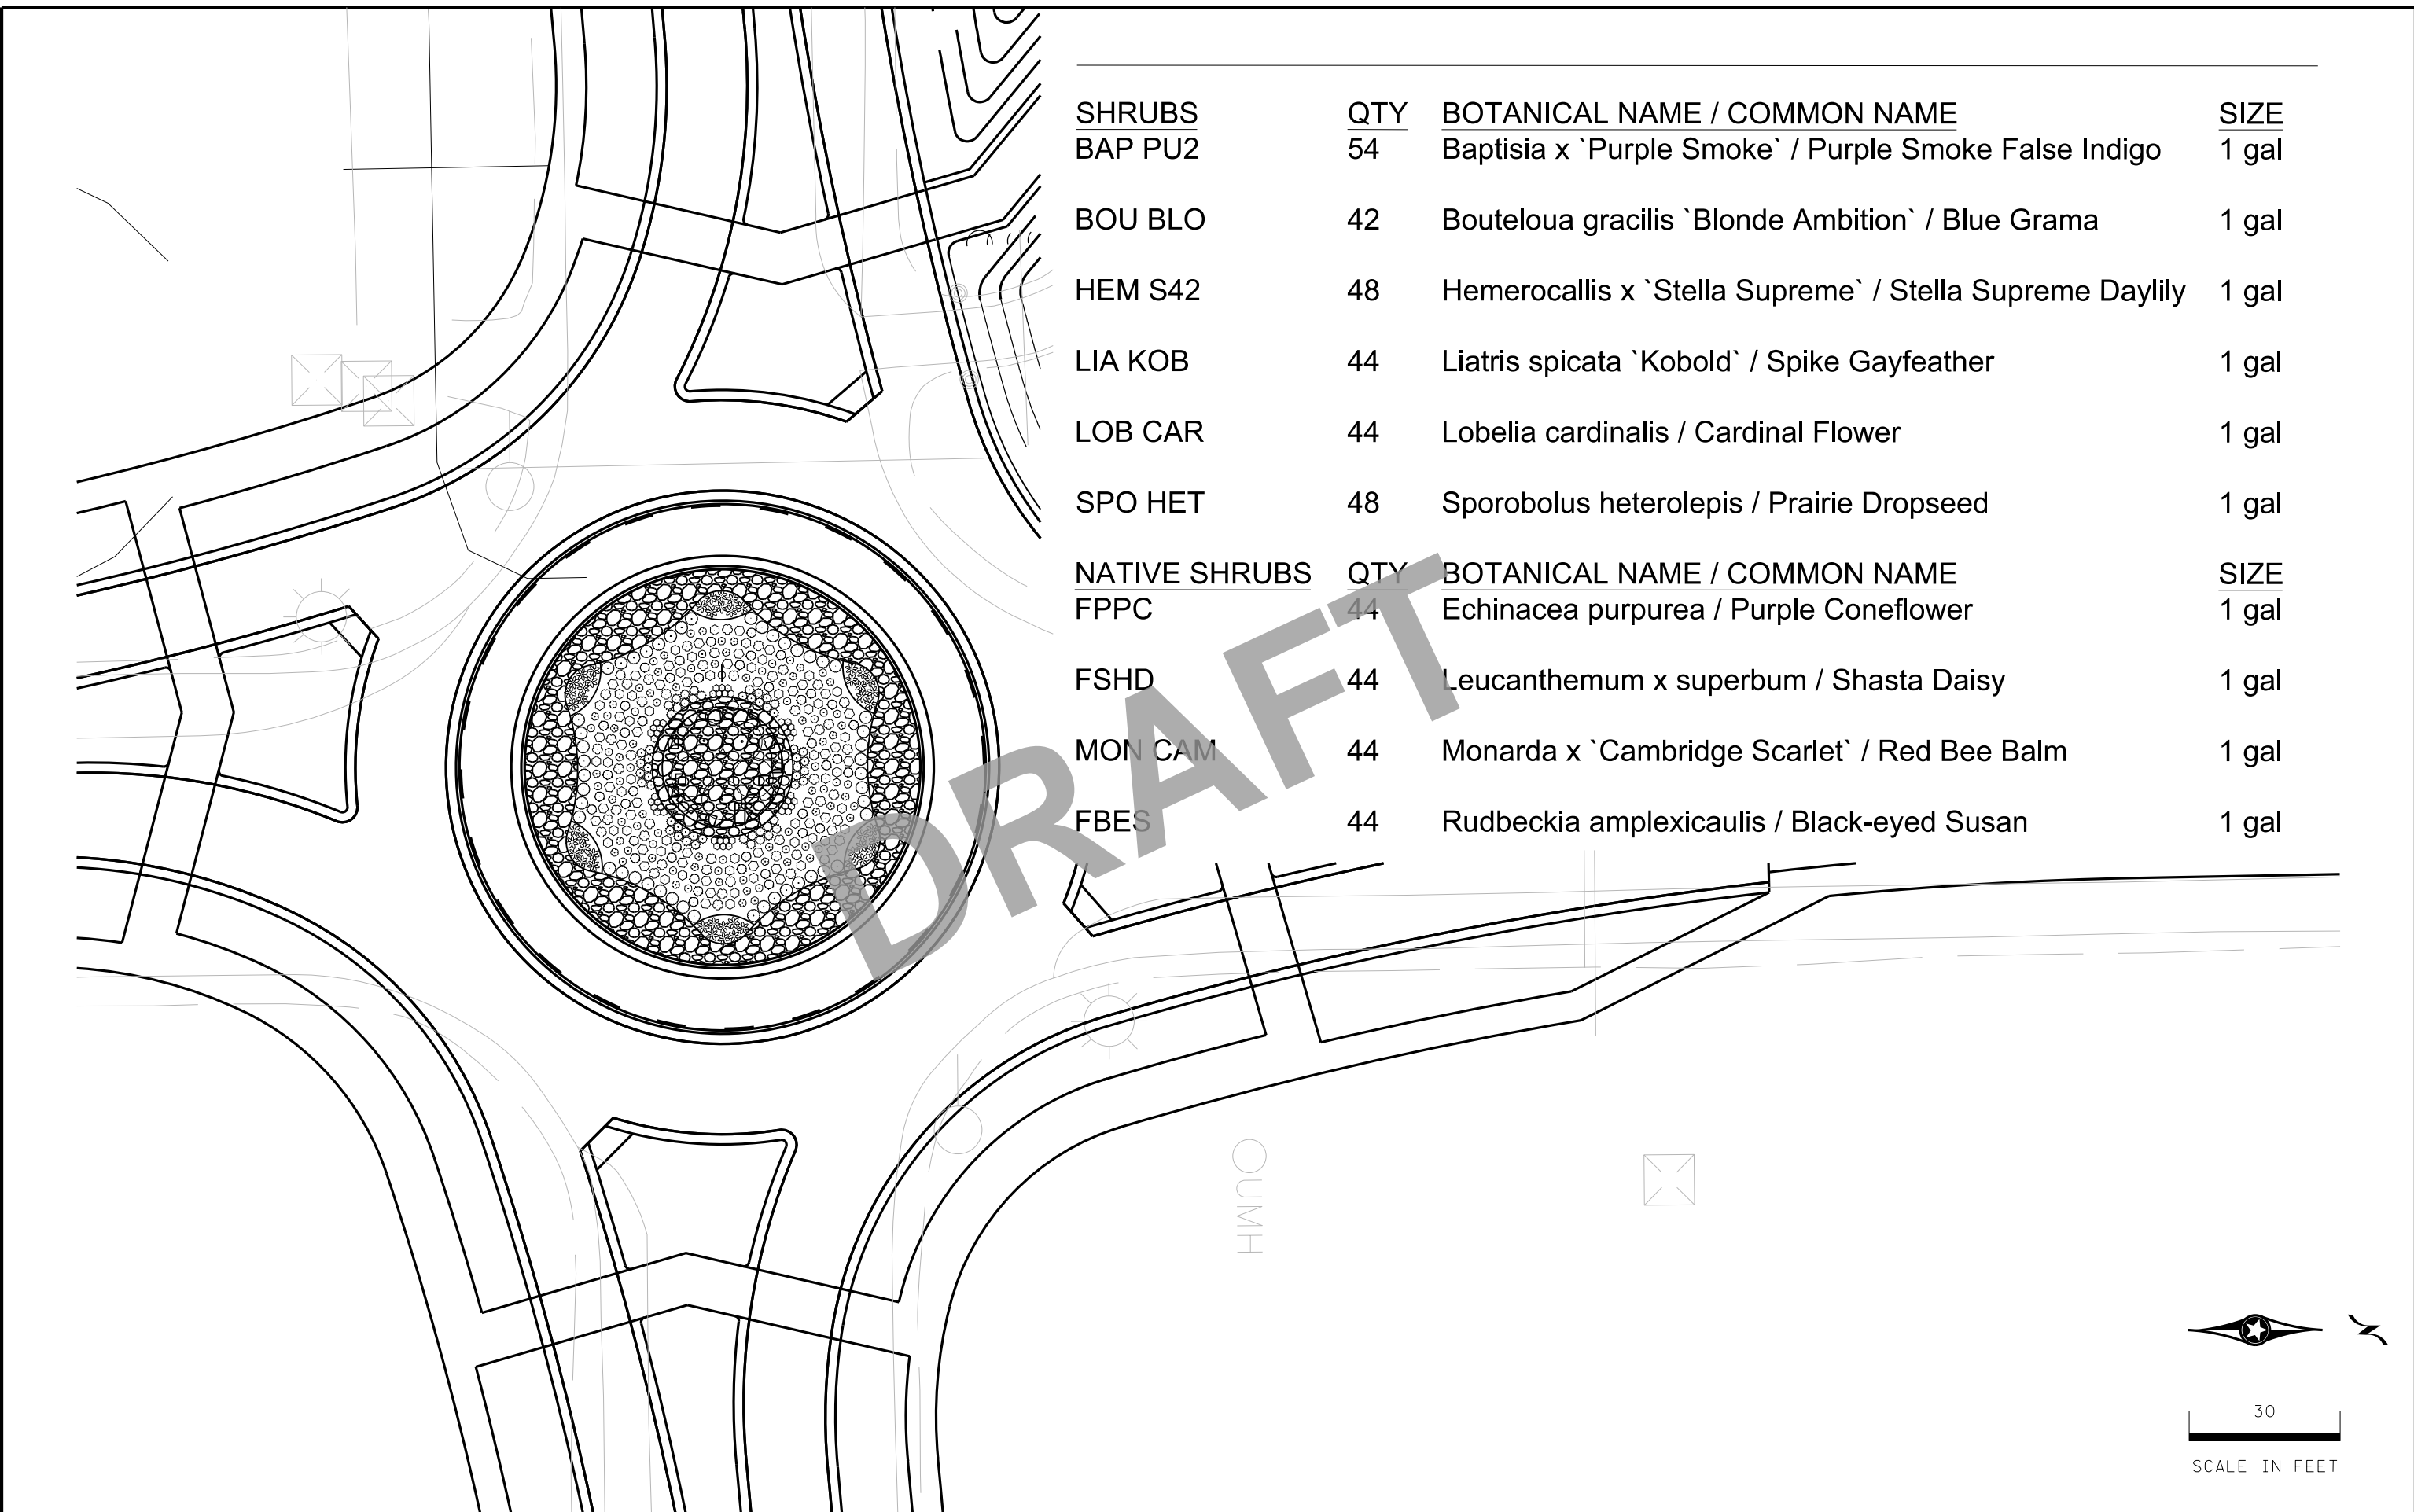 SHRUBS QTY BOTANICAL NAME / COMMON NAME SIZE
BAP PU2 54 Baptisia x `Purple Smoke` / Purple Smoke False Indigo 1 gal
BOU BLO 42 Bouteloua gracilis `Blonde Ambition` / Blue Grama 1 gal
HEM S42 48 Hemerocallis x `Stella Supreme` / Stella Supreme Daylily 1 gal
LIA KOB 44 Liatris spicata `Kobold` / Spike Gayfeather 1 gal
LOB CAR 44 Lobelia cardinalis / Cardinal Flower 1 gal
SPO HET 48 Sporobolus heterolepis / Prairie Dropseed 1 gal
NATIVE SHRUBS QTY BOTANICAL NAME / COMMON NAME SIZE
FPPC 44 Echinacea purpurea / Purple Coneflower 1 gal
FSHD 44 Leucanthemum x superbum / Shasta Daisy 1 gal
MON CAM 44 Monarda x `Cambridge Scarlet` / Red Bee Balm 1 gal
FBES 44 Rudbeckia amplexicaulis / Black-eyed Susan 1 gal
DRAFT
OUMH
N
30
SCALE IN FEET